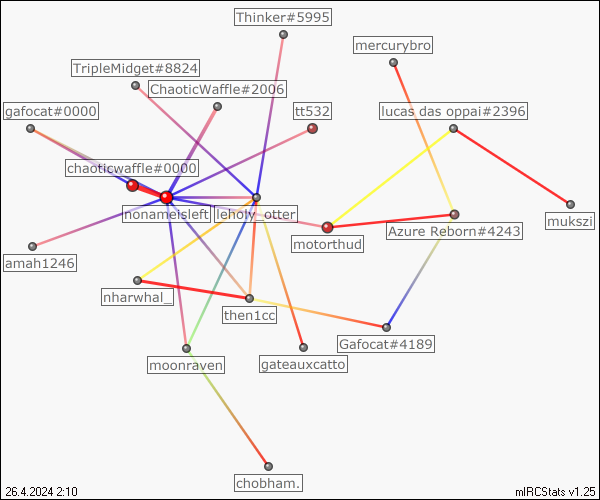 Thinker#5995
mercurybro
TripleMidget#8824
ChaoticWaffle#2006
gafocat#0000
tt532
lucas das oppai#2396
chaoticwaffle#0000
nonameisleft
leholy_otter
mukszi
motorthud
Azure Reborn#4243
amah1246
nharwhal_
then1cc
Gafocat#4189
moonraven
gateauxcatto
chobham.
26.4.2024 2:10
mIRCStats v1.25